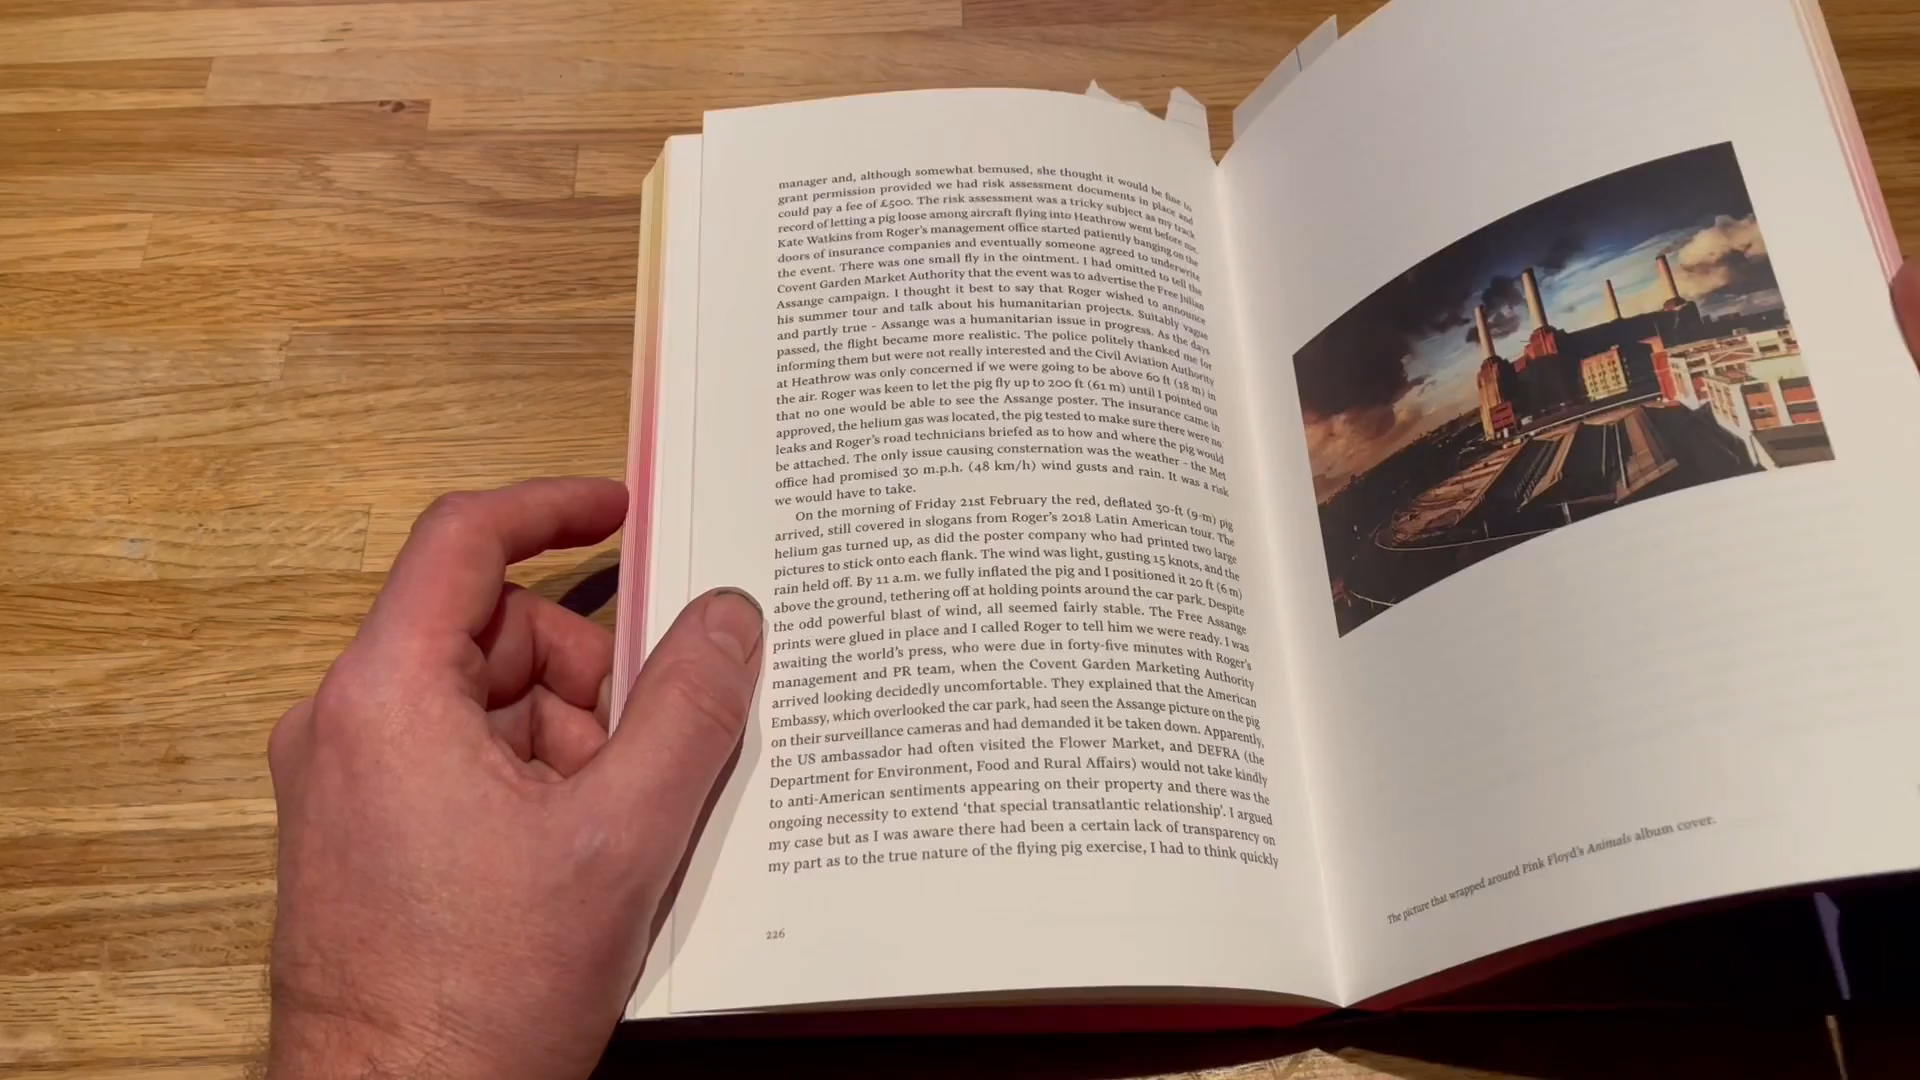 manager and, although somewhat bemused, she thought it would be fine to
grant permission provided we had risk assessment documents in place and
could pay a fee of £500. The risk assessment was a tricky subject as my track
record of letting a pig loose among aircraft flying into Heathrow went before me.
Kate Watkins from Roger's management office started patiently banging on the
doors of insurance companies and eventually someone agreed to underwrite
the event. There was one small fly in the ointment. I had omitted to tell the
Covent Garden Market Authority that the event was to advertise the Free Julian
Assange campaign. I thought it best to say that Roger wished to announce
his summer tour and talk about his humanitarian projects. Suitably vague
and partly true - Assange was a humanitarian issue in progress. As the days
passed, the flight became more realistic. The police politely thanked me for
informing them but were not really interested and the Civil Aviation Authority
at Heathrow was only concerned if we were going to be above 60 ft (18 m) in
the air. Roger was keen to let the pig fly up to 200 ft (61 m) until I pointed out
that no one would be able to see the Assange poster. The insurance came in
approved, the helium gas was located, the pig tested to make sure there were no
leaks and Roger's road technicians briefed as to how and where the pig would
be attached. The only issue causing consternation was the weather - the Met
office had promised 30 m.p.h. (48 km/h) wind gusts and rain. It was a risk
we would have to take.
On the morning of Friday 21st February the red, deflated 30-ft (9-m) pig
arrived, still covered in slogans from Roger's 2018 Latin American tour. The
helium gas turned up, as did the poster company who had printed two large
pictures to stick onto each flank. The wind was light, gusting 15 knots, and the
rain held off. By 11 a.m. we fully inflated the pig and I positioned it 20 ft (6 m)
above the ground, tethering off at holding points around the car park. Despite
the odd powerful blast of wind, all seemed fairly stable. The Free Assange
prints were glued in place and I called Roger to tell him we were ready. I was
awaiting the world's press, who were due in forty-five minutes with Roger's
management and PR team, when the Covent Garden Marketing Authority
arrived looking decidedly uncomfortable. They explained that the American
Embassy, which overlooked the car park, had seen the Assange picture on the pig
on their surveillance cameras and had demanded it be taken down. Apparently,
the US ambassador had often visited the Flower Market, and DEFRA (the
Department for Environment, Food and Rural Affairs) would not take kindly
to anti-American sentiments appearing on their property and there was the
ongoing necessity to extend 'that special transatlantic relationship'. I argued
my case but as I was aware there had been a certain lack of transparency on
my part as to the true nature of the flying pig exercise, I had to think quickly
226
The picture that wrapped around Pink Floyd's Animals album cover.